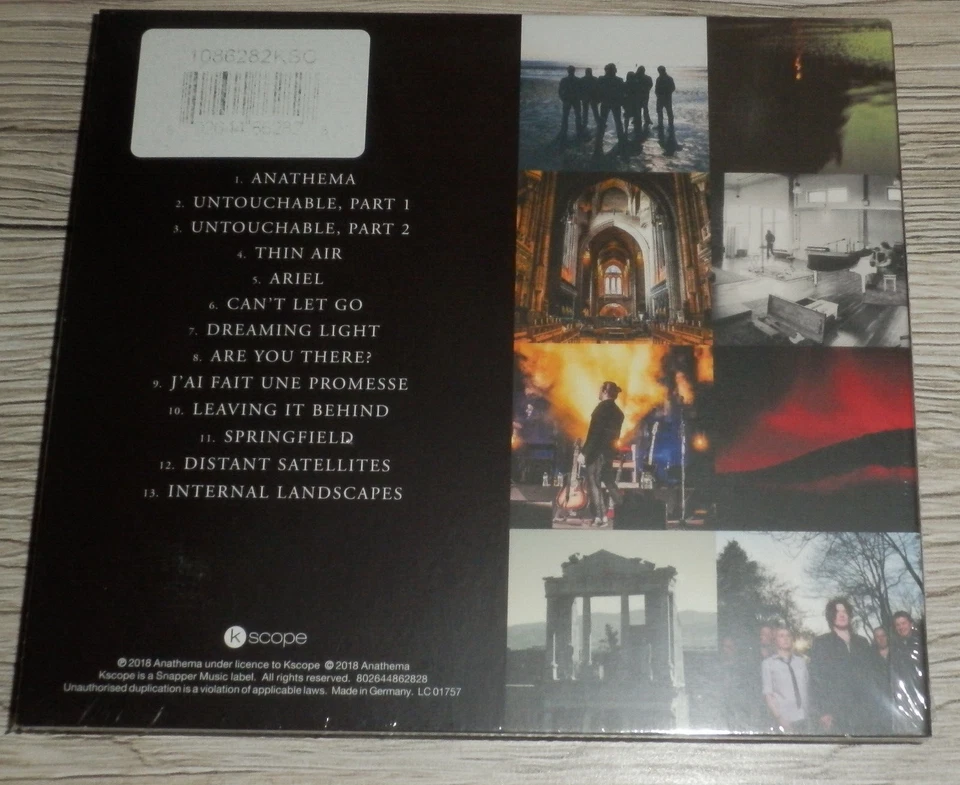 1086282KSC
1. ANATHEMA
2. UNTOUCHABLE, PART 1
3. UNTOUCHABLE, PART 2
4. THIN AIR
5. ARIEL
6. CAN'T LET GO
7. DREAMING LIGHT
8. ARE YOU THERE?
9. J'AI FAIT UNE PROMESSE
10. LEAVING IT BEHIND
11. SPRINGFIELD
12. DISTANT SATELLITES
13. INTERNAL LANDSCAPES
k scope
℗ 2018 Anathema under licence to Kscope © 2018 Anathema
Kscope is a Snapper Music label. All rights reserved. 802644862828
Unauthorised duplication is a violation of applicable laws. Made in Germany. LC 01757